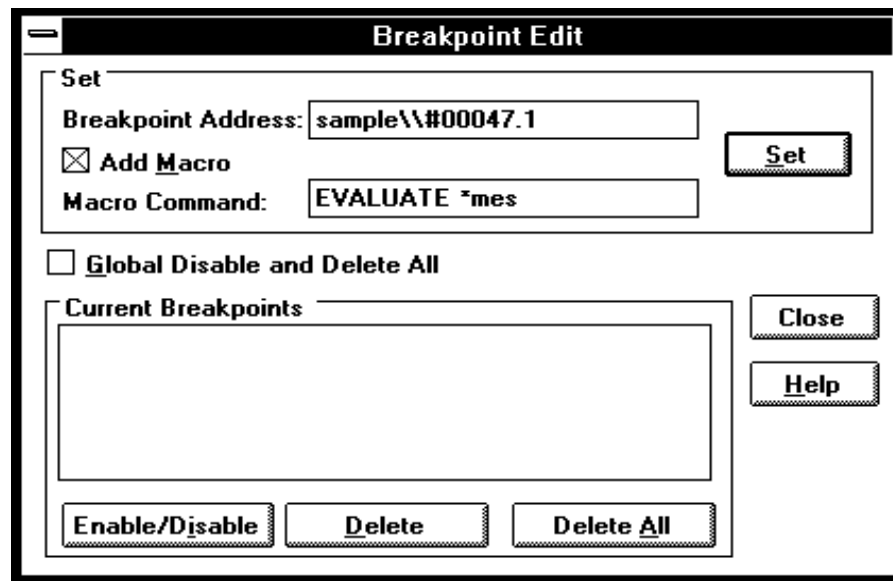 Breakpoint Edit
Set
Breakpoint Address: sample\\#00047.1
Add Macro
Set
Macro Command: EVALUATE *mes
Global Disable and Delete All
Current Breakpoints
Close
Help
Enable/Disable Delete Delete All